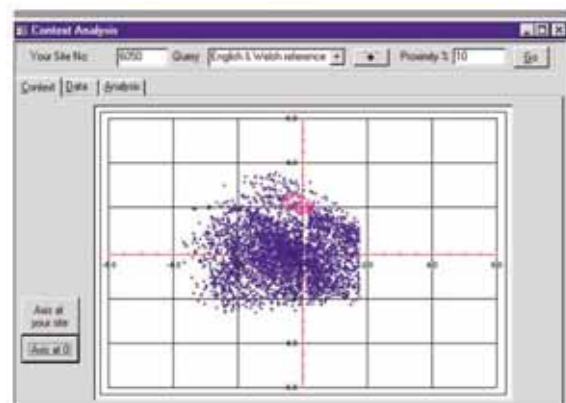 Context Analysis
Your Site No: 6050 Query: English & Welsh reference Proximity % 10 Go
Context Data Analysis
Axis at
your site
Axis at 0